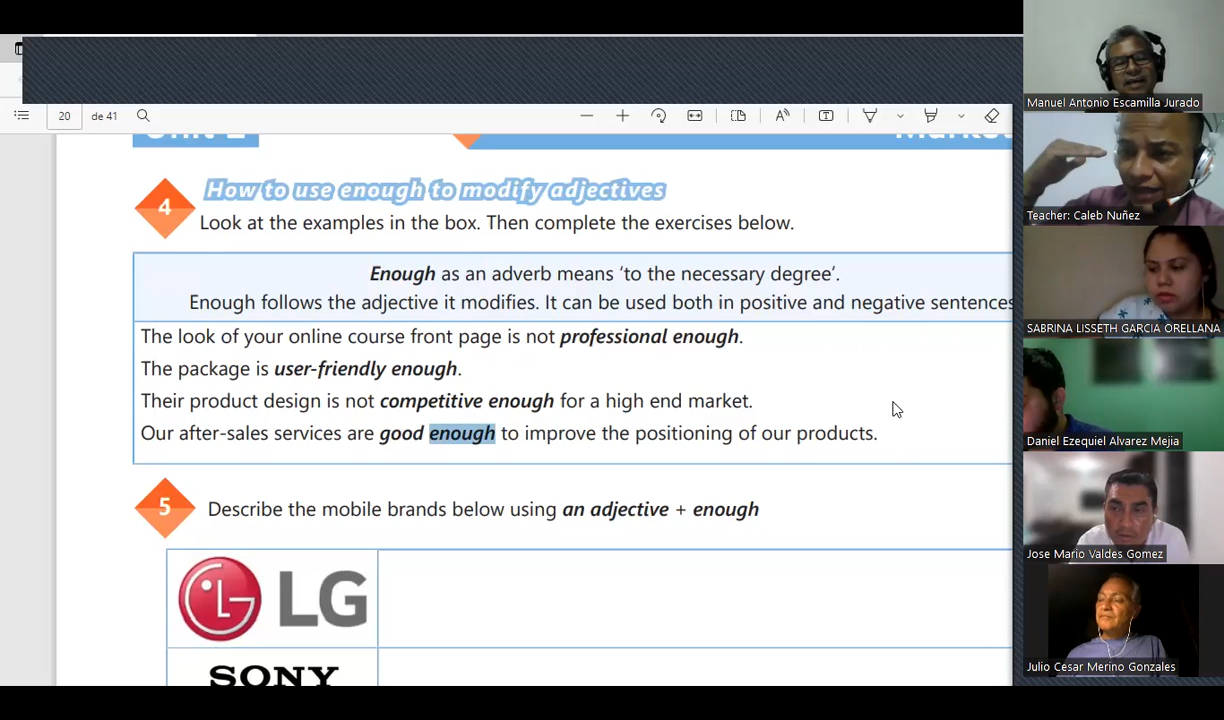 20 de 41
How to use enough to modify adjectives
4
Look at the examples in the box. Then complete the exercises below.
Enough as an adverb means ‘to the necessary degree’.
Enough follows the adjective it modifies. It can be used both in positive and negative sentences
The look of your online course front page is not professional enough.
The package is user-friendly enough.
Their product design is not competitive enough for a high end market.
Our after-sales services are good enough to improve the positioning of our products.
5
Describe the mobile brands below using an adjective + enough
LG
SONY
Manuel Antonio Escamilla Jurado
Teacher: Caleb Nuñez
SABRINA LISSETH GARCIA ORELLANA
Daniel Ezequiel Alvarez Mejia
Jose Mario Valdes Gomez
Julio Cesar Merino Gonzales